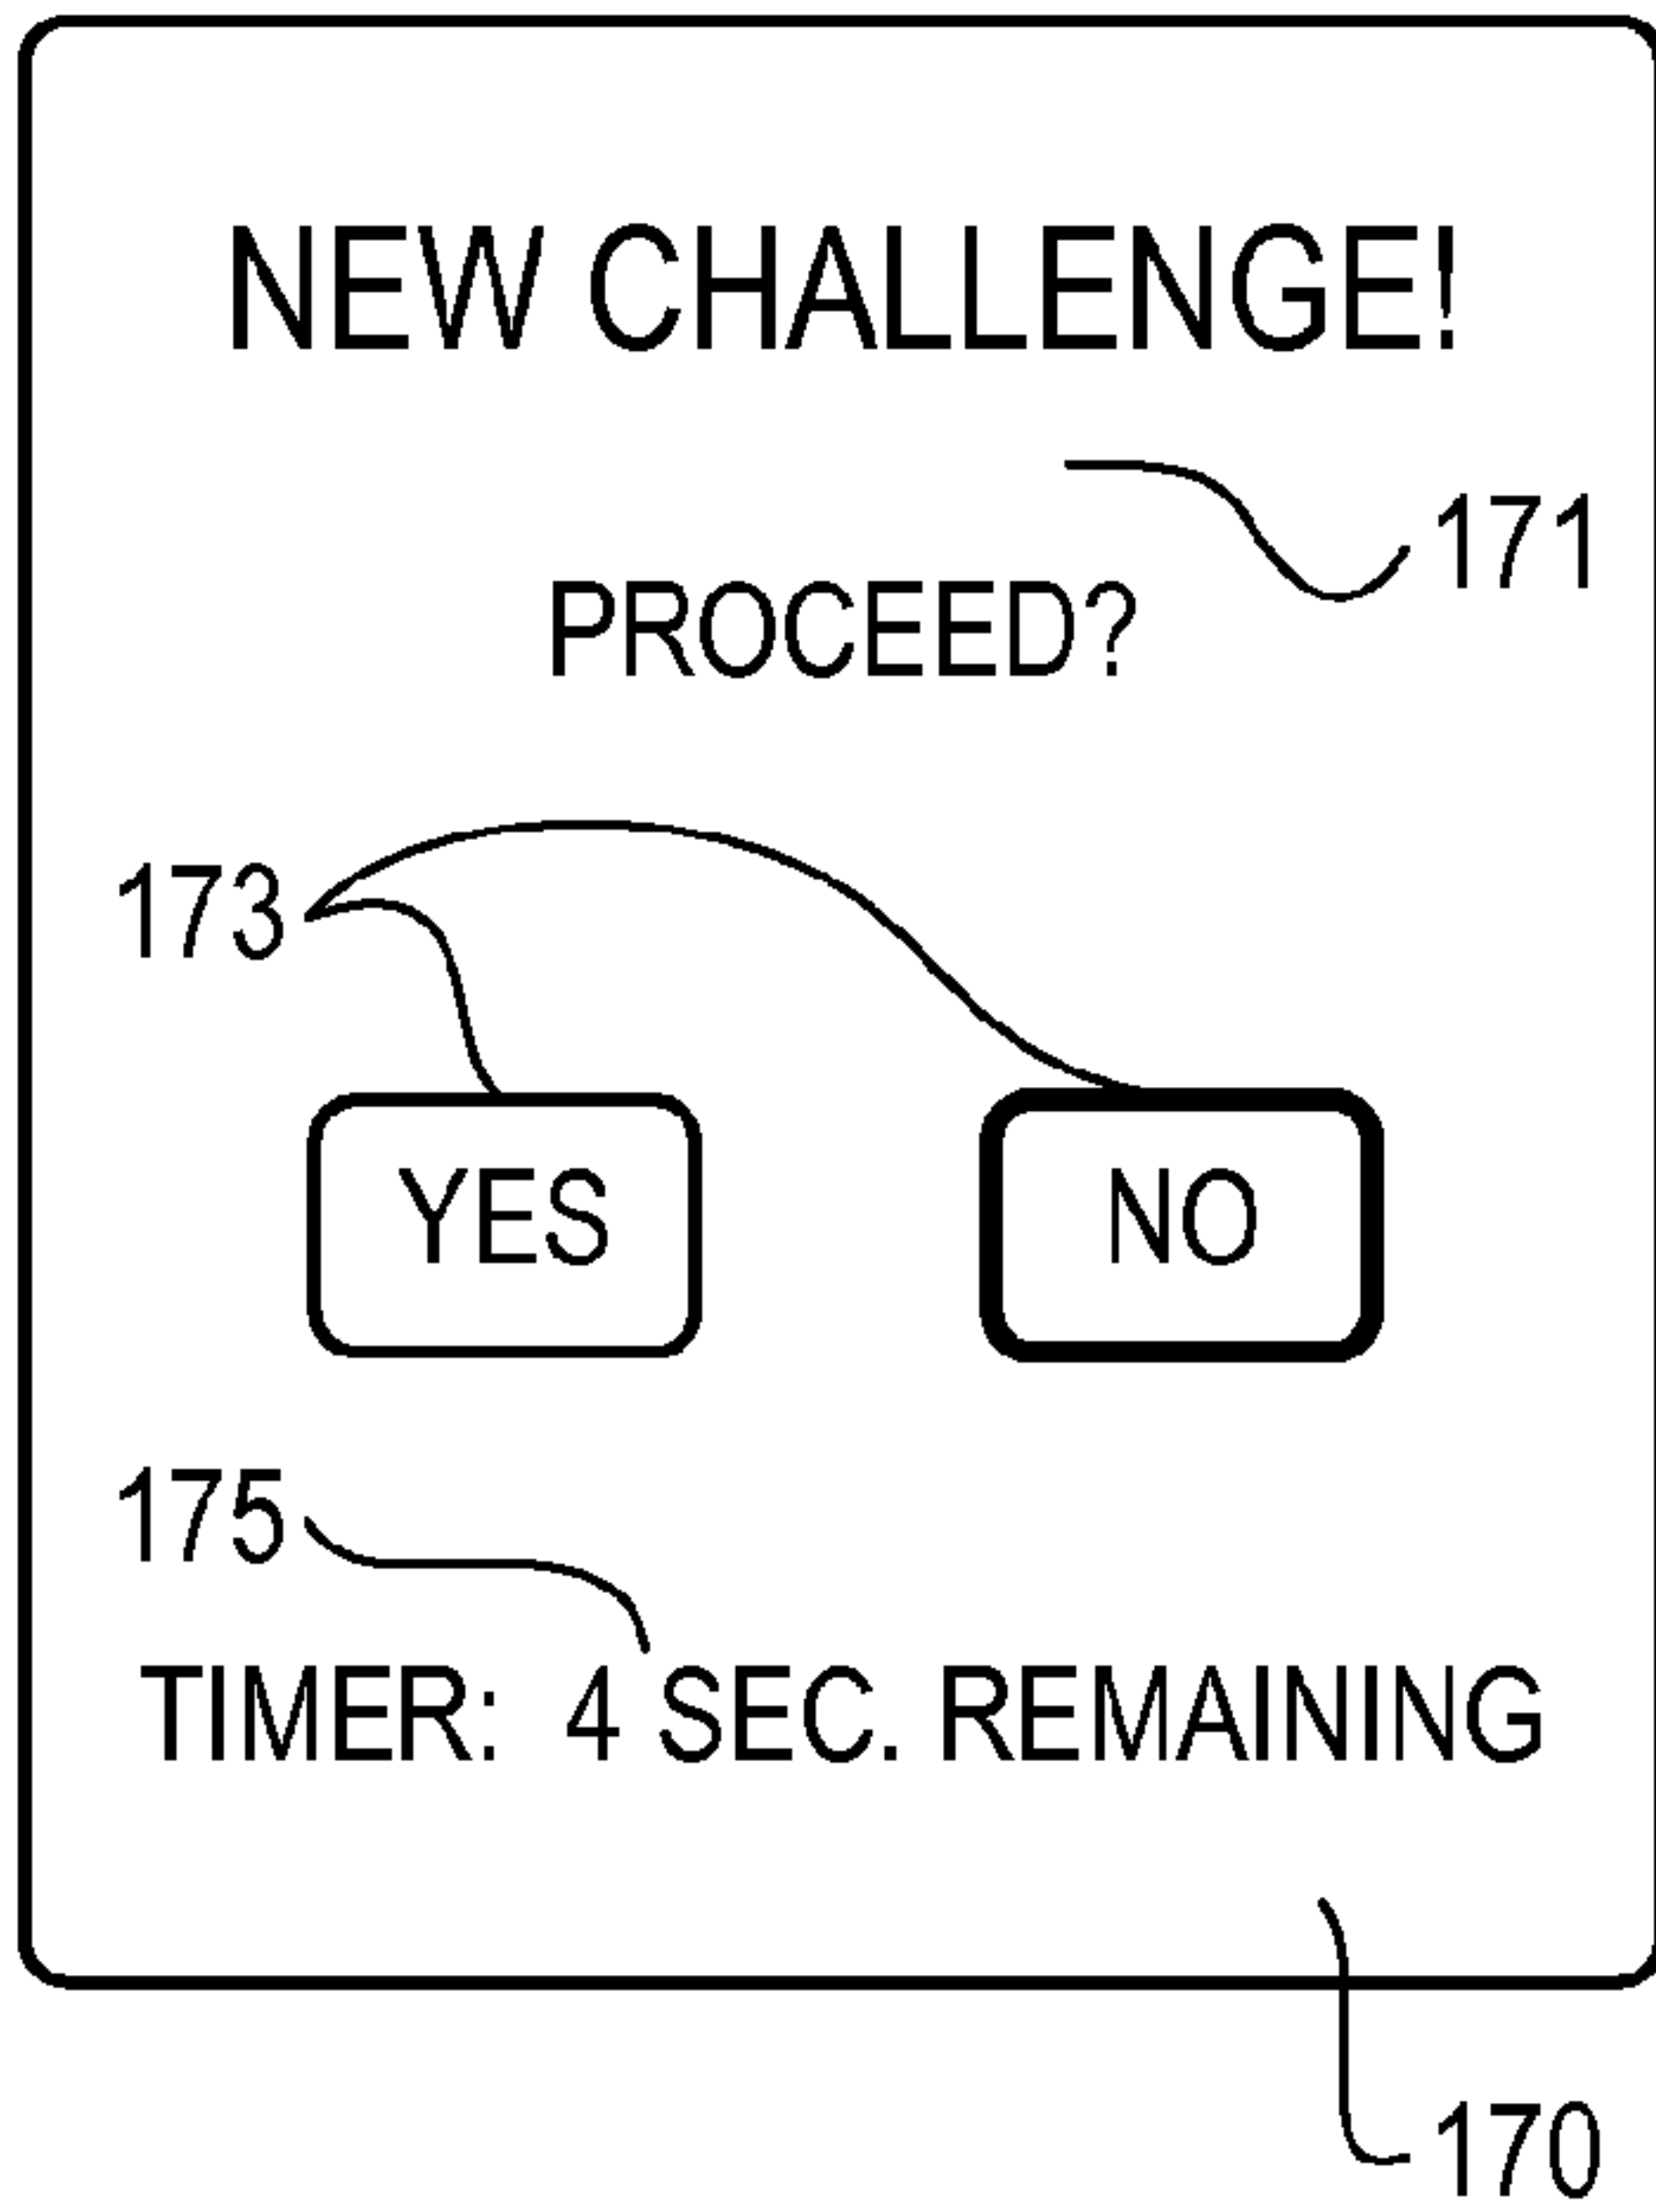 NEW CHALLENGE!
171
PROCEED?
173
YES NO
175
TIMER: 4 SEC. REMAINING
170